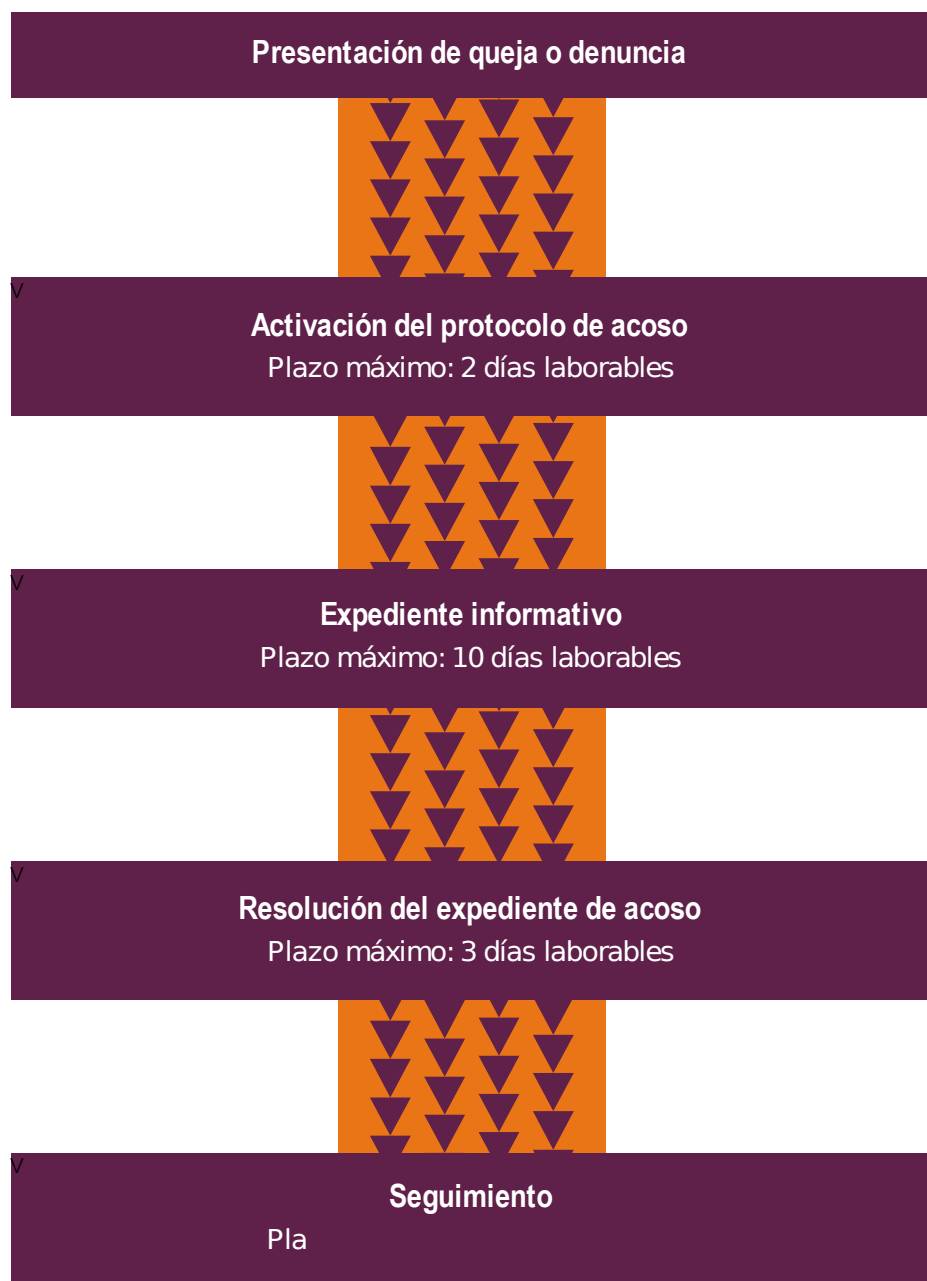 Presentación de queja o denuncia
V
Activación del protocolo de acoso
Plazo máximo: 2 días laborables
V
Expediente informativo
Plazo máximo: 10 días laborables
V
Resolución del expediente de acoso
Plazo máximo: 3 días laborables
V
Seguimiento
Pla